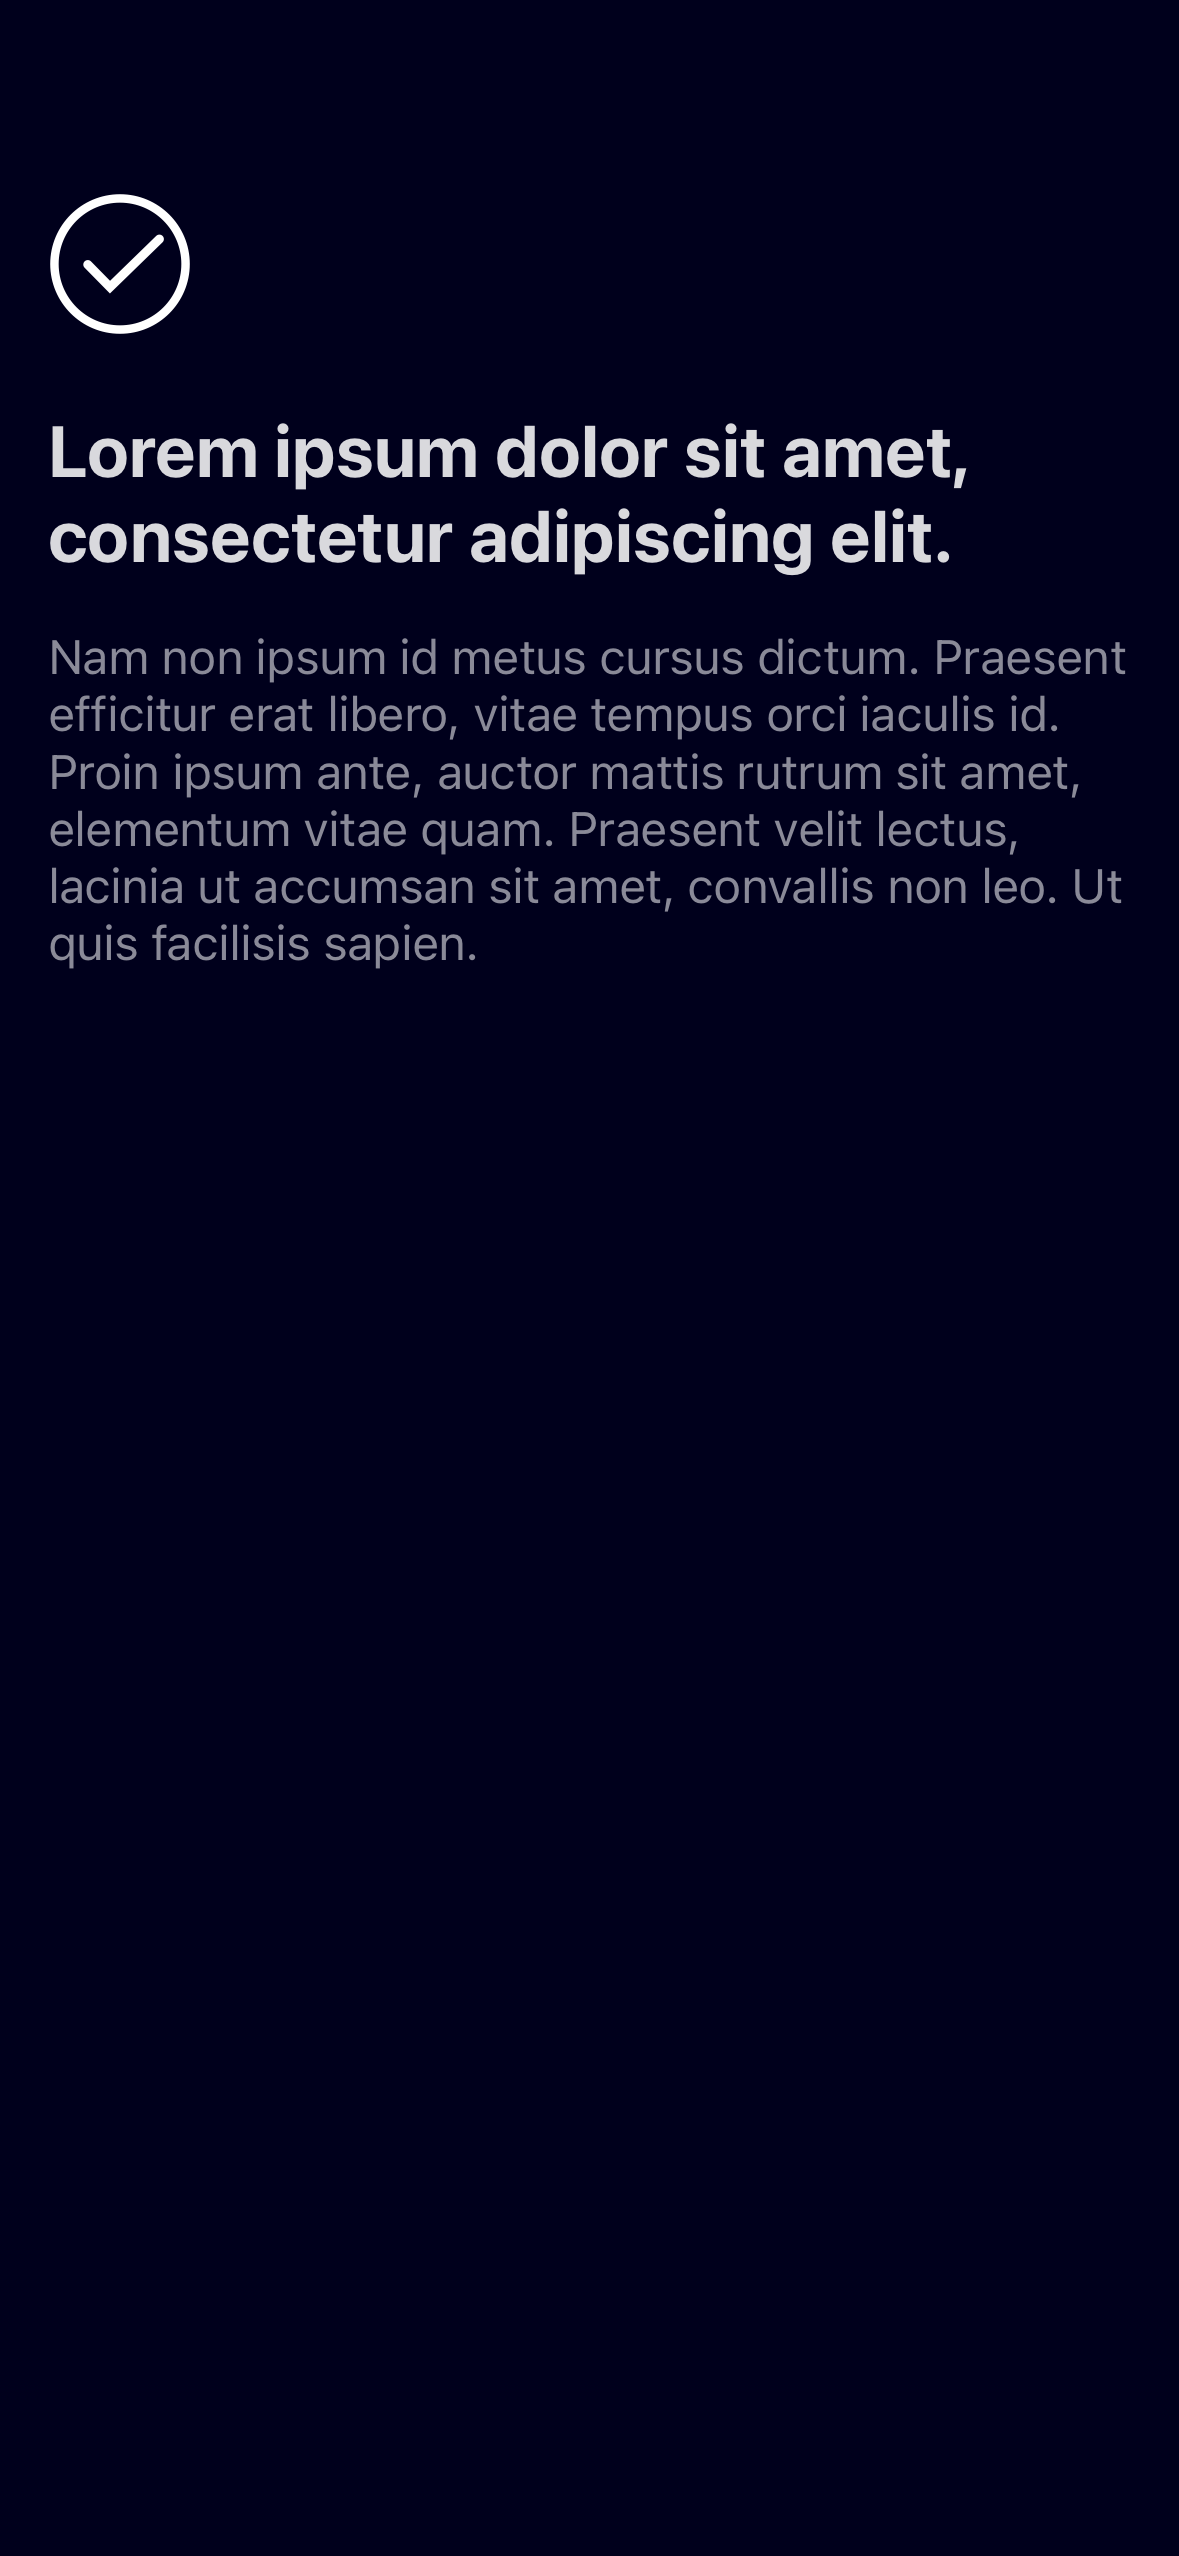 Lorem ipsum dolor sit amet,
consectetur adipiscing elit.
Nam non ipsum id metus cursus dictum. Praesent
efficitur erat libero, vitae tempus orci iaculis id.
Proin ipsum ante, auctor mattis rutrum sit amet,
elementum vitae quam. Praesent velit lectus,
lacinia ut accumsan sit amet, convallis non leo. Ut
quis facilisis sapien.